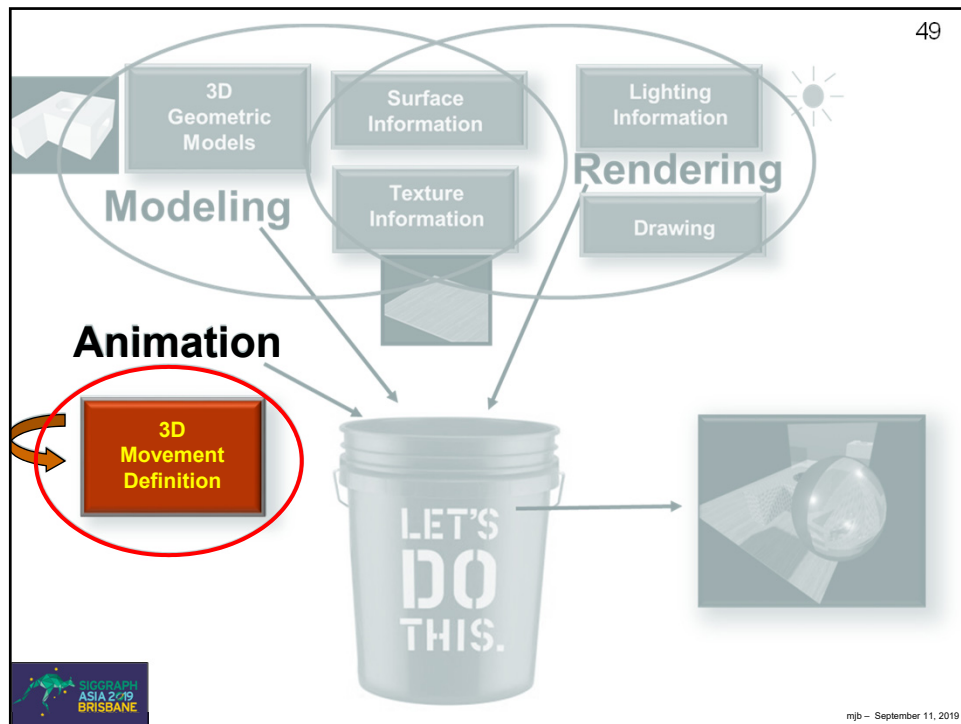 49
3D
Geometric
Models
Surface
Information
Lighting
Information
Modeling
Texture
Information
Rendering
Drawing
Animation
3D
Movement
Definition
LET'S
DO
THIS.
SIGGRAPH
ASIA 2019
BRISBANE
mjb – September 11, 2019